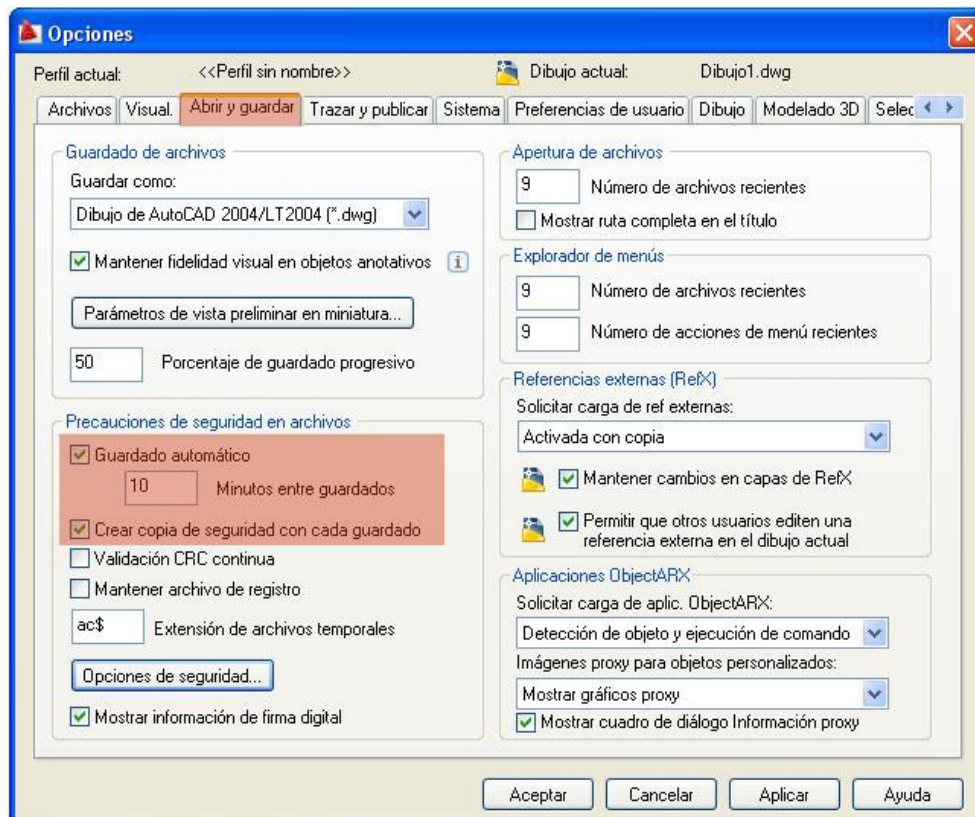 Opciones
Perfil actual: <<Perfil sin nombre>> Dibujo actual: Dibujo1.dwg
Archivos Visual. Abrir y guardar Trazar y publicar Sistema Preferencias de usuario Dibujo Modelado 3D Selec
Guardado de archivos
Guardar como:
Dibujo de AutoCAD 2004/LT2004 (*.dwg)
Mantener fidelidad visual en objetos anotativos
Parámetros de vista preliminar en miniatura...
50 Porcentaje de guardado progresivo
Precauciones de seguridad en archivos
Guardado automático
10 Minutos entre guardados
Crear copia de seguridad con cada guardado
Validación CRC continua
Mantener archivo de registro
ac$ Extensión de archivos temporales
Opciones de seguridad...
Mostrar información de firma digital
Apertura de archivos
9 Número de archivos recientes
Mostrar ruta completa en el título
Explorador de menús
9 Número de archivos recientes
9 Número de acciones de menú recientes
Referencias externas (RefX)
Solicitar carga de ref externas:
Activada con copia
Mantener cambios en capas de RefX
Permitir que otros usuarios editen una
referencia externa en el dibujo actual
Aplicaciones ObjectARX
Solicitar carga de aplic. ObjectARX:
Detección de objeto y ejecución de comando
Imágenes proxy para objetos personalizados:
Mostrar gráficos proxy
Mostrar cuadro de diálogo Información proxy
Aceptar Cancelar Aplicar Ayuda